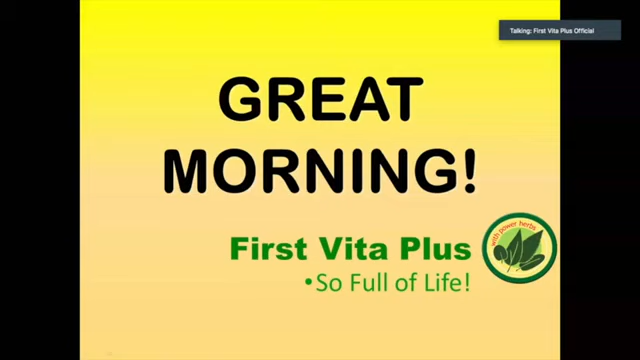 Talking: First Vita Plus Official
GREAT
MORNING!
with power herbs
First Vita Plus
•So Full of Life!